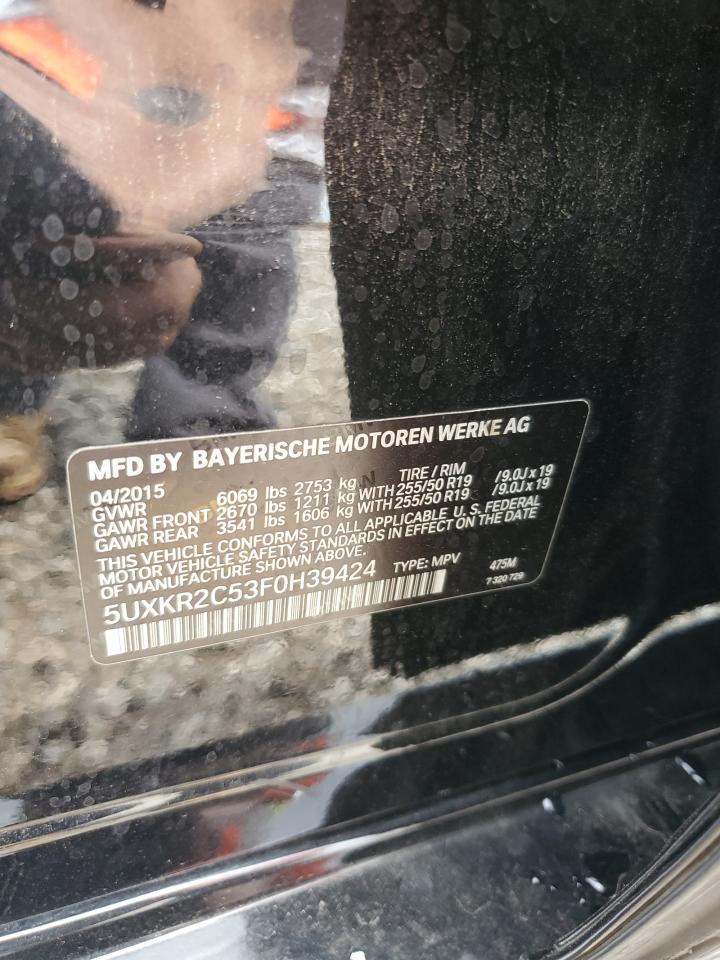 MFD BY BAYERISCHE MOTOREN WERKE AG
04/2015 TIRE / RIM
GVWR 6069 lbs 2753 kg
GAWR FRONT 2670 lbs 1211 kg WITH 255/50 R19 /9.0J x 19
GAWR REAR 3541 lbs 1606 kg WITH 255/50 R19 /9.0J x 19
THIS VEHICLE CONFORMS TO ALL APPLICABLE U.S. FEDERAL
MOTOR VEHICLE SAFETY STANDARDS IN EFFECT ON THE DATE
OF MANUFACTURE SHOWN ABOVE.
5UXKR2C53F0H39424 TYPE: MPV 475M
7 320 729